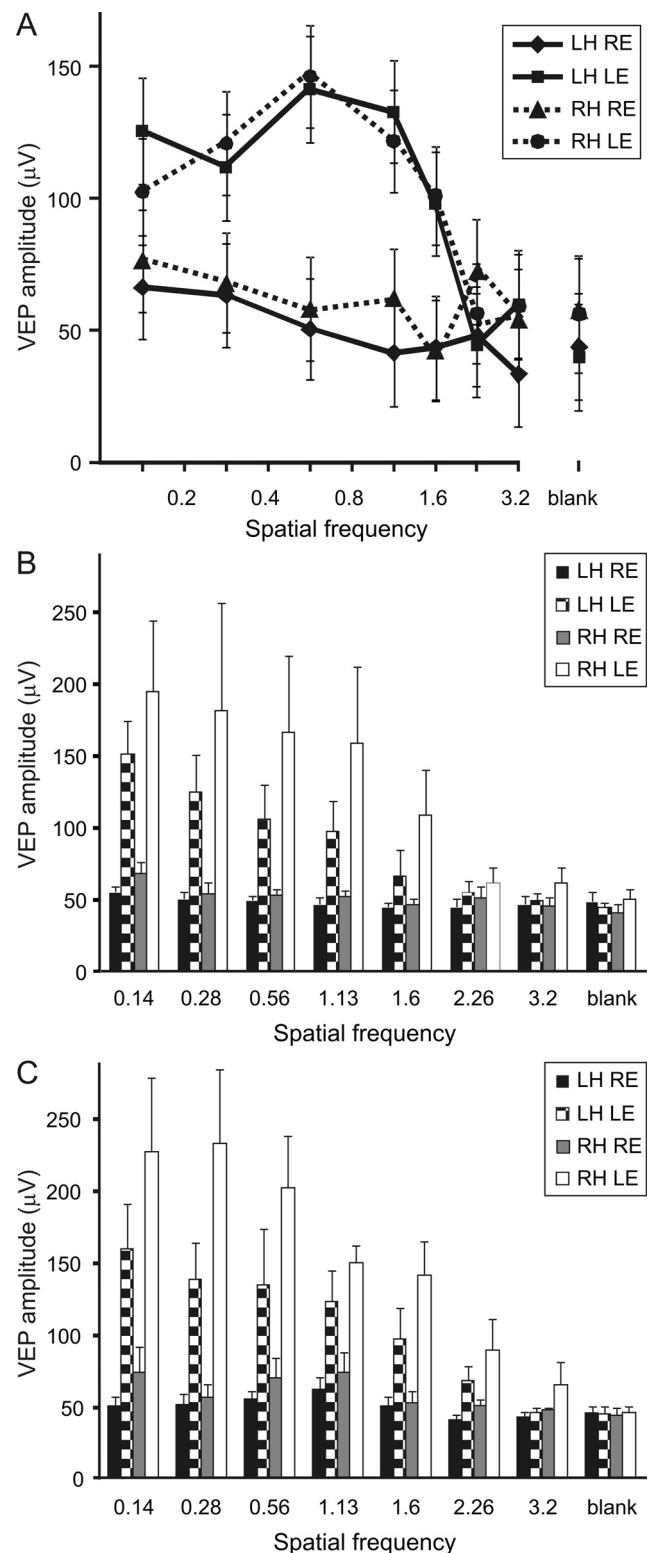 A
LH RE
LH LE
RH RE
RH LE
VEP amplitude (μV)
150
100
50
0
0.2 0.4 0.8 1.6 3.2 blank
Spatial frequency
B
LH RE
LH LE
RH RE
RH LE
VEP amplitude (μV)
250
200
150
100
50
0
0.14 0.28 0.56 1.13 1.6 2.26 3.2 blank
Spatial frequency
C
LH RE
LH LE
RH RE
RH LE
VEP amplitude (μV)
250
200
150
100
50
0
0.14 0.28 0.56 1.13 1.6 2.26 3.2 blank
Spatial frequency